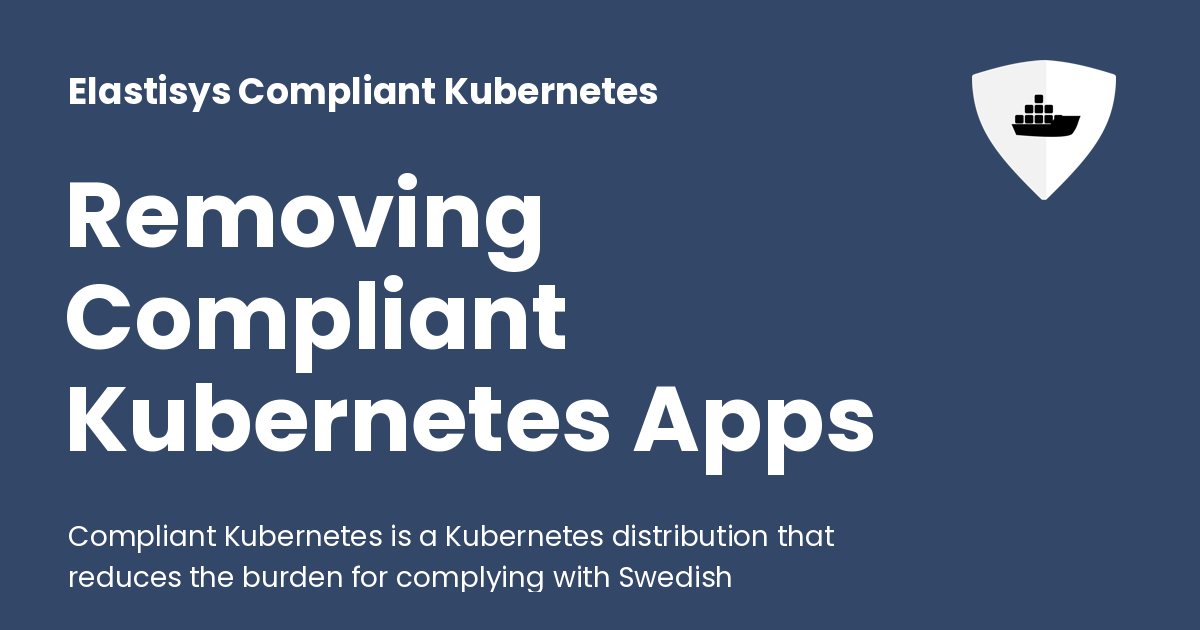 Elastisys Compliant Kubernetes
Removing
Compliant
Kubernetes Apps
Compliant Kubernetes is a Kubernetes distribution that
reduces the burden for complying with Swedish